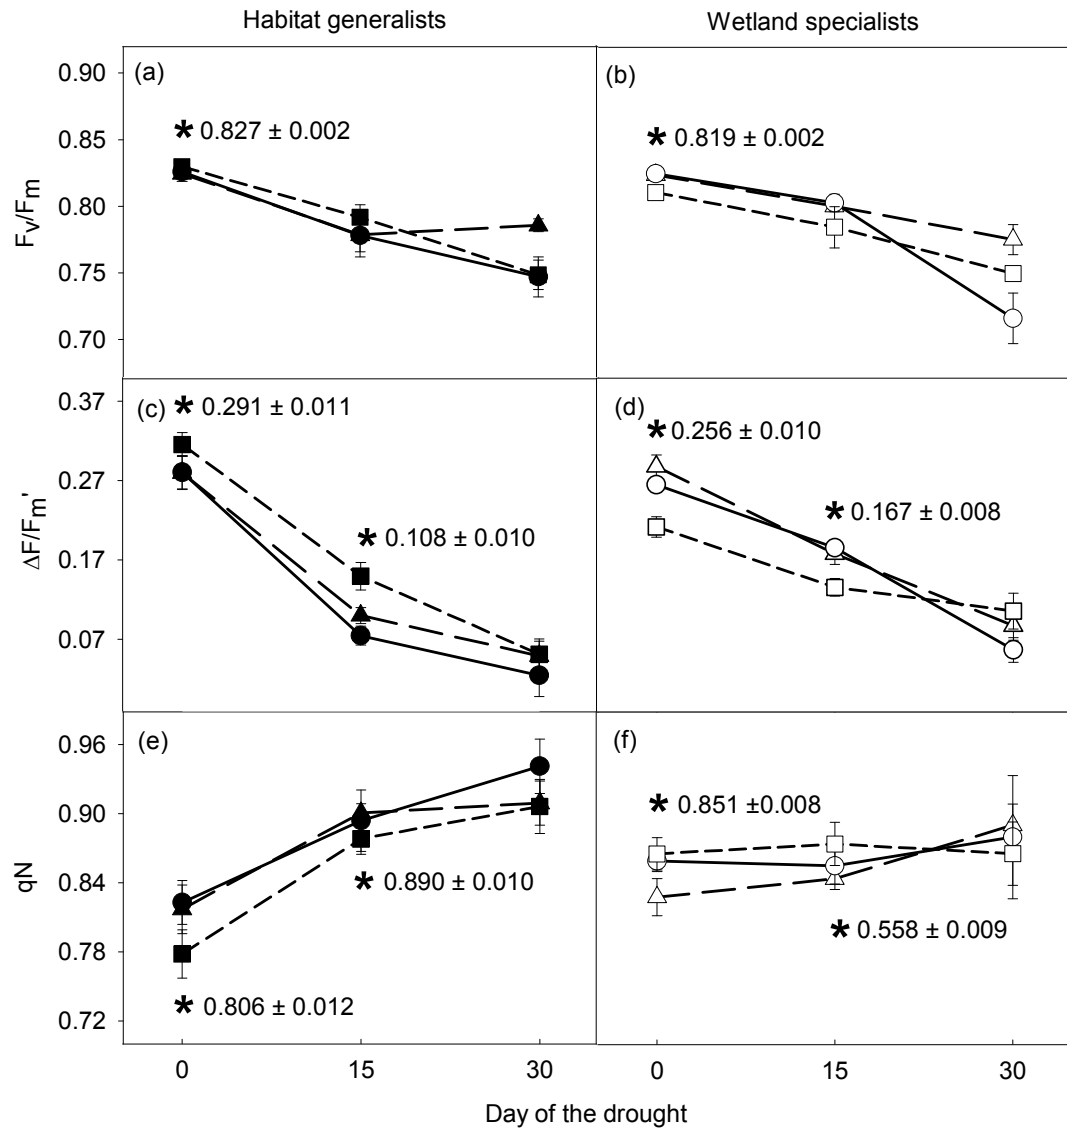 Habitat generalists
Wetland specialists
(a)
(b)
0.90
0.85
0.80
0.75
0.70
Fv/Fm
* 0.827 ± 0.002
* 0.819 ± 0.002
(c)
(d)
0.37
0.27
0.17
0.07
ΔF/Fm'
* 0.291 ± 0.011
* 0.108 ± 0.010
* 0.256 ± 0.010
* 0.167 ± 0.008
(e)
(f)
0.96
0.90
0.84
0.78
0.72
qN
* 0.890 ± 0.010
* 0.806 ± 0.012
* 0.851 ±0.008
* 0.558 ± 0.009
0 15 30
0 15 30
Day of the drought